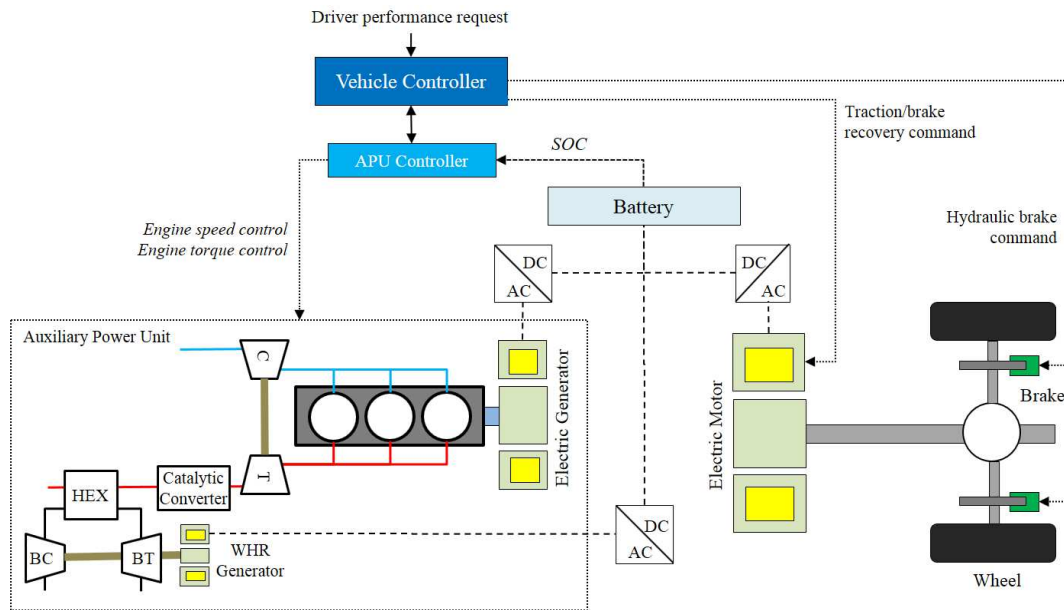 Driver performance request
Vehicle Controller
Traction/brake
recovery command
APU Controller
SOC
Battery
Hydraulic brake
command
Engine speed control
Engine torque control
DC
AC
DC
AC
Auxiliary Power Unit
C
Electric Generator
Electric Motor
Brake
T
Catalytic
Converter
HEX
DC
AC
BC
BT
WHR
Generator
Wheel